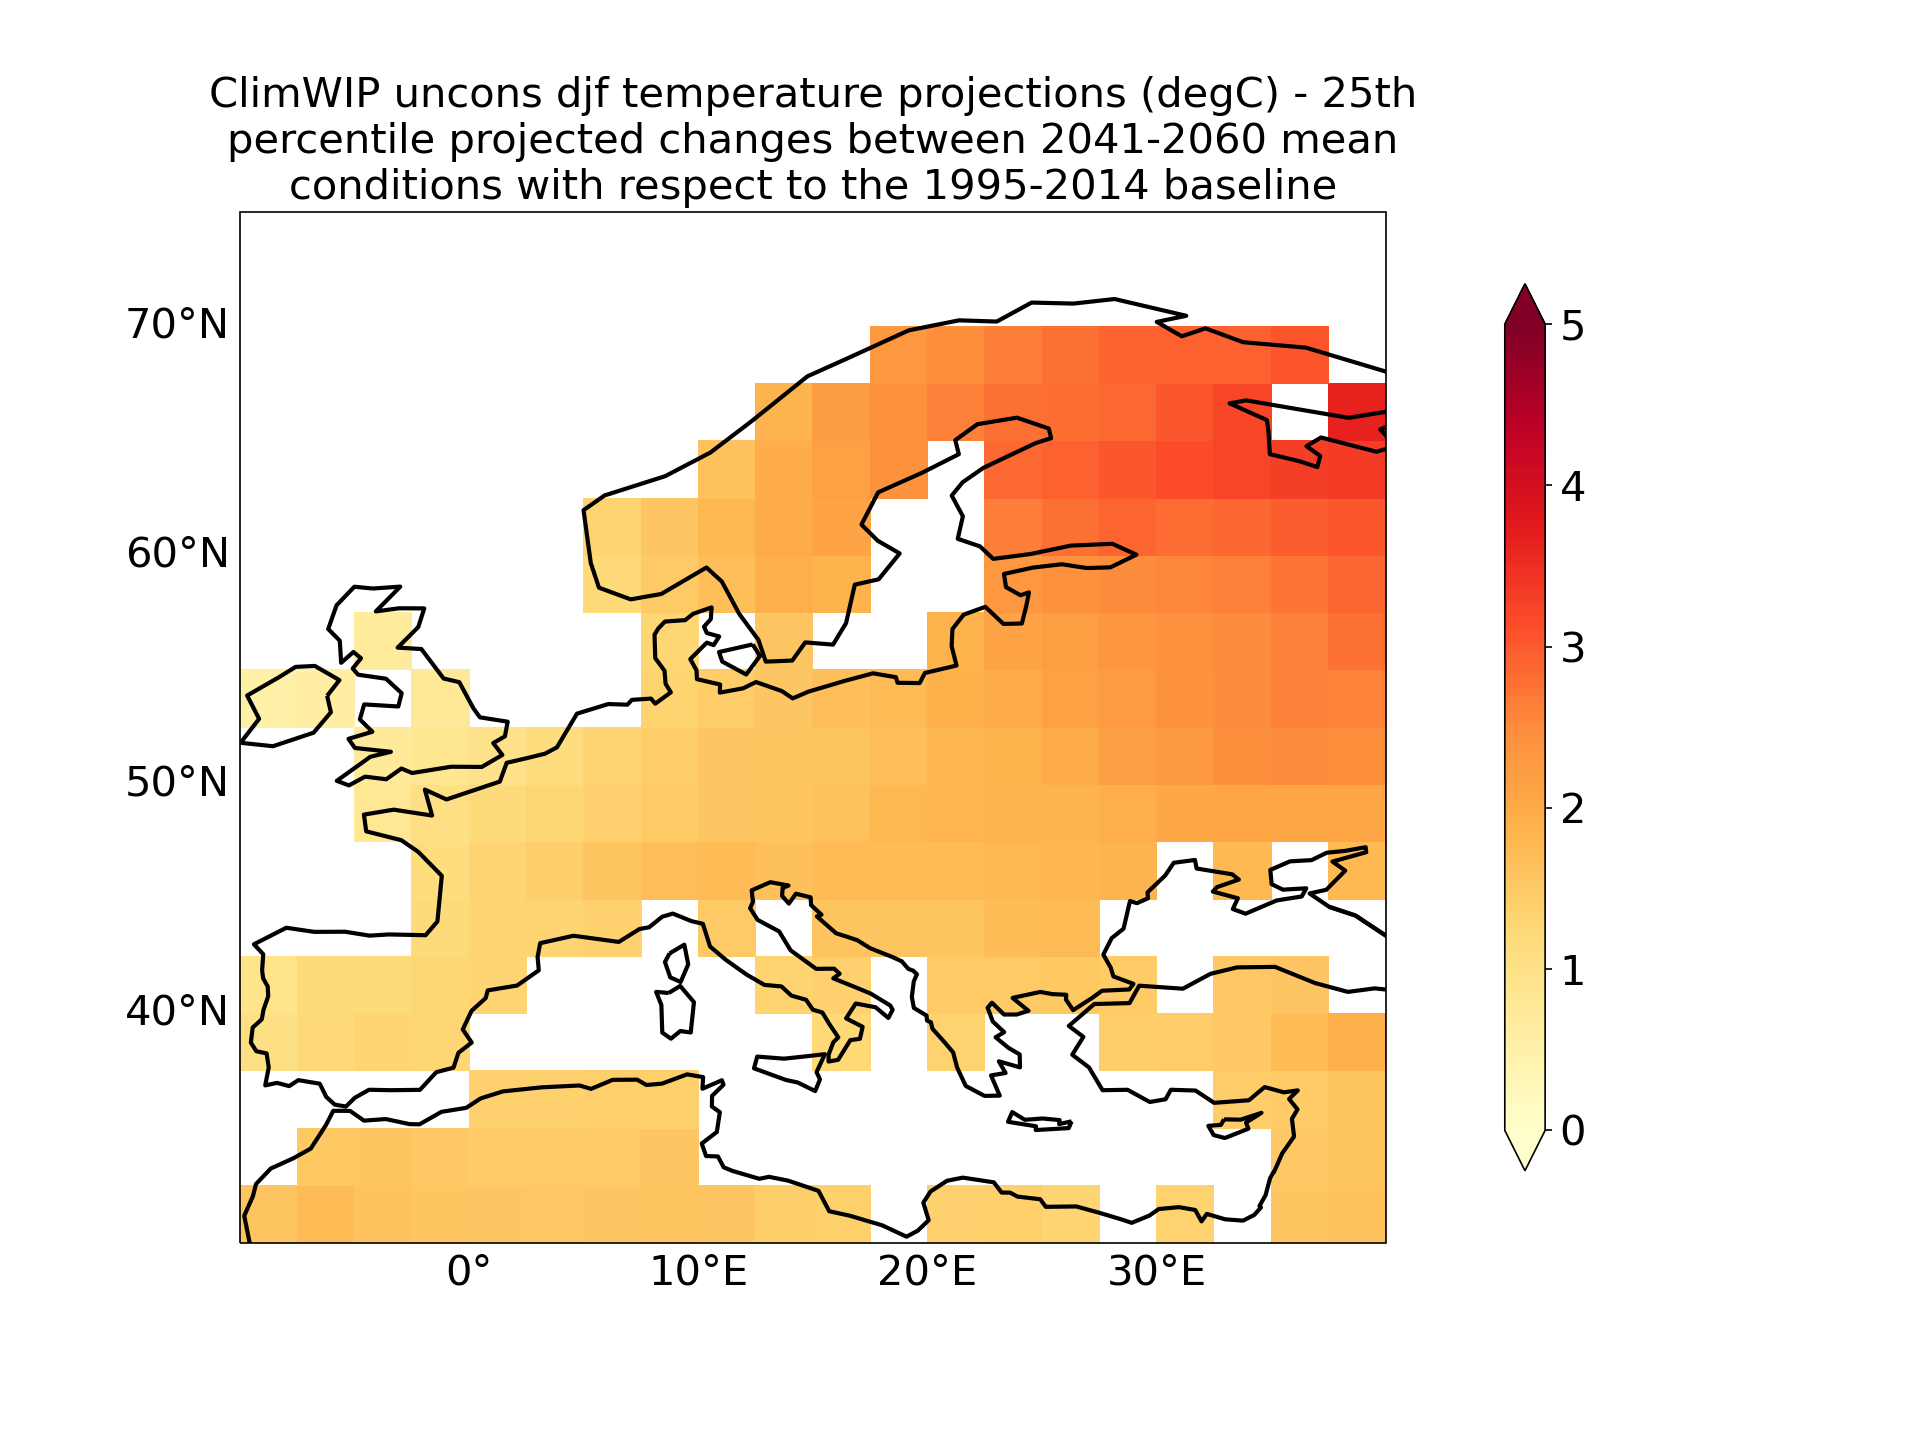 ClimWIP uncons djf temperature projections (degC) - 25th
percentile projected changes between 2041-2060 mean
conditions with respect to the 1995-2014 baseline
70°N
60°N
50°N
40°N
0°
10°E
20°E
30°E
5
4
3
2
1
0